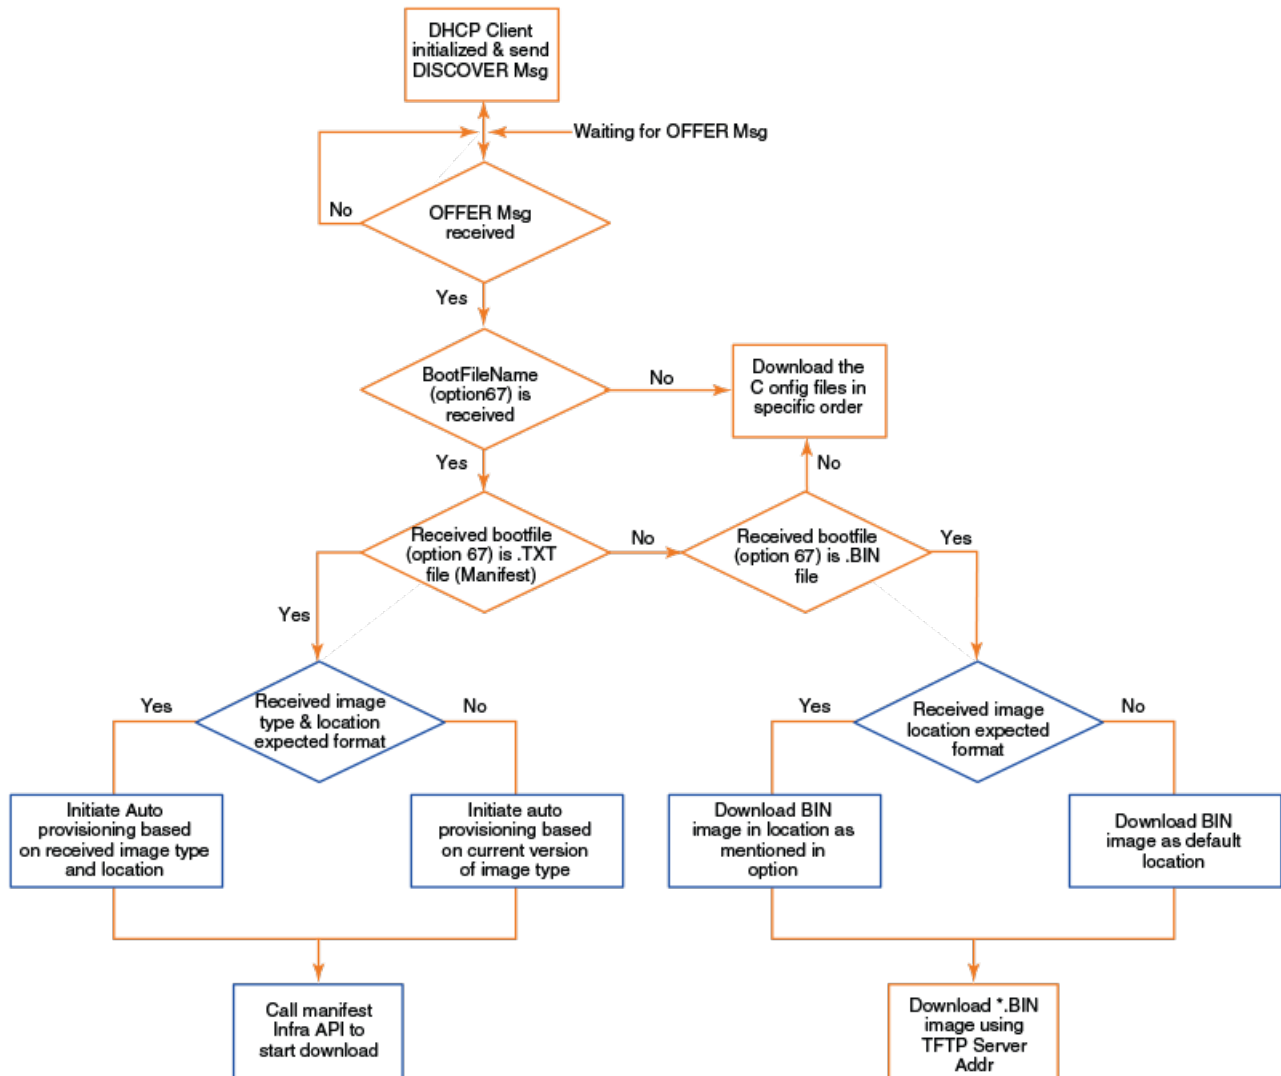 DHCP Client
initialized & send
DISCOVER Msg
Waiting for OFFER Msg
No
OFFER Msg
received
Yes
BootFileName
(option67) is
received
No
Download the
C onfig files in
specific order
Yes
No
Received bootfile
(option 67) is .TXT
file (Manifest)
No
Received bootfile
(option 67) is .BIN
file
Yes
Yes
Yes
Received image
type & location
expected format
No
Yes
Received image
location expected
format
No
Initiate Auto
provisioning based
on received image type
and location
Initiate auto
provisioning based
on current version
of image type
Download BIN
image in location as
mentioned in
option
Download BIN
image as default
location
Call manifest
Infra API to
start download
Download *.BIN
image using
TFTP Server
Addr